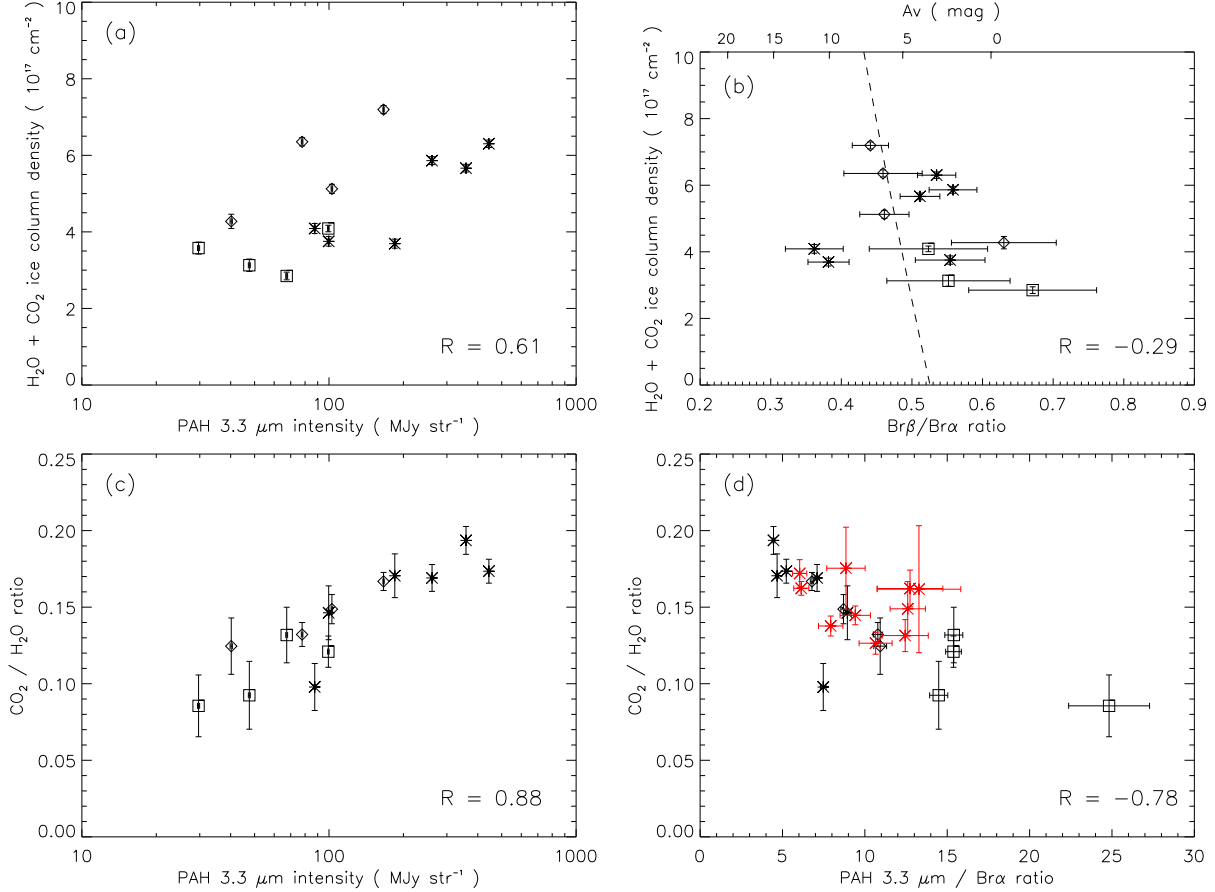 (a)
H₂O + CO₂ ice column density ( 10¹⁷ cm⁻² )
10
8
6
4
2
0
R = 0.61
10 100 1000
PAH 3.3 μm intensity ( MJy str⁻¹ )
Av ( mag )
20 10 8 4 2 0
(b)
H₂O + CO₂ ice column density ( 10¹⁷ cm⁻² )
10
8
6
4
2
0
R = −0.29
0.2 0.3 0.4 0.5 0.6 0.7 0.8 0.9
Brβ/Brα ratio
(c)
CO₂ / H₂O ratio
0.25
0.20
0.15
0.10
0.05
0.00
R = 0.88
10 100 1000
PAH 3.3 μm intensity ( MJy str⁻¹ )
(d)
CO₂ / H₂O ratio
0.25
0.20
0.15
0.10
0.05
0.00
R = −0.78
0 5 10 15 20 25 30
PAH 3.3 μm / Brα ratio